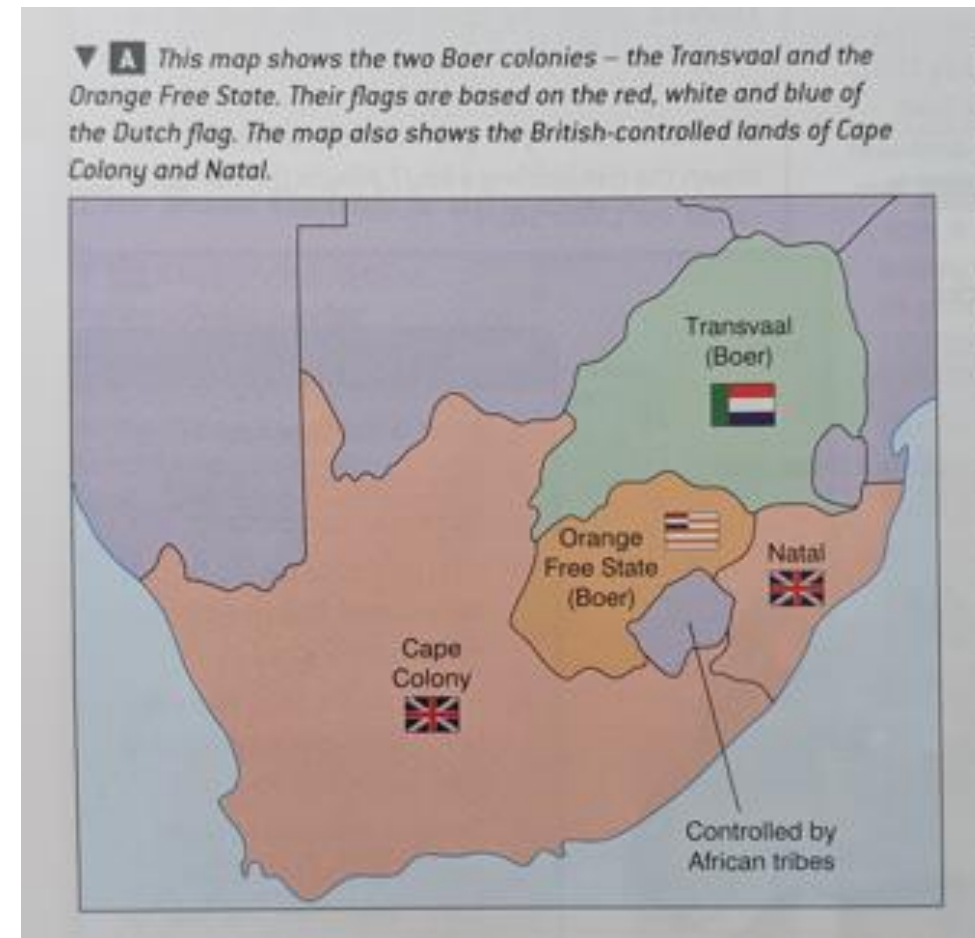 ▼ A This map shows the two Boer colonies – the Transvaal and the
Orange Free State. Their flags are based on the red, white and blue of
the Dutch flag. The map also shows the British-controlled lands of Cape
Colony and Natal.
Transvaal
(Boer)
Orange
Free State
(Boer)
Natal
Cape
Colony
Controlled by
African tribes